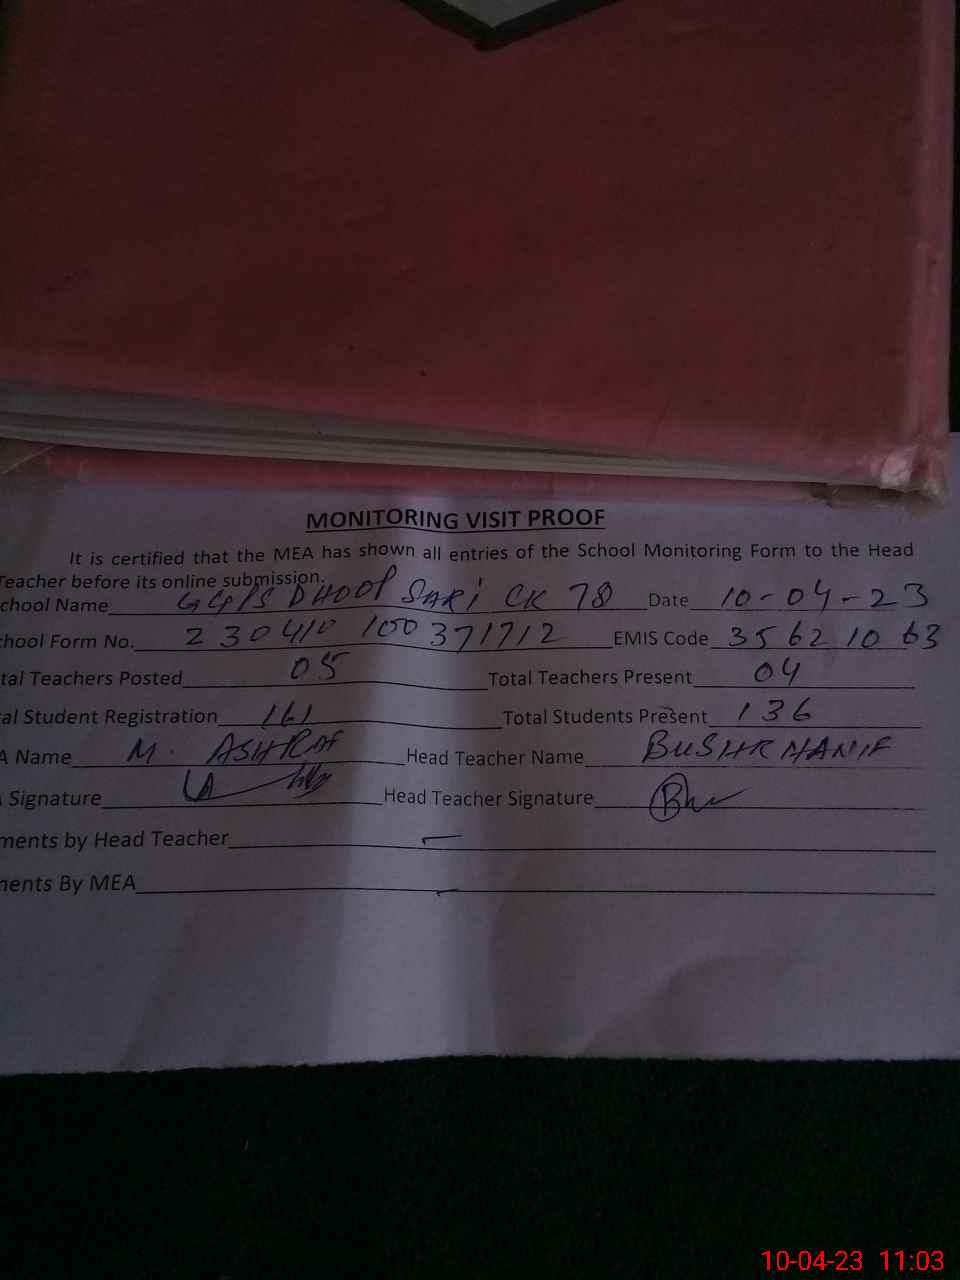 MONITORING VISIT PROOF
It is certified that the MEA has shown all entries of the School Monitoring Form to the Head
Teacher before its online submission.
chool Name GGPS DHOOP SARI CK 78 Date 10-04-23
hool Form No. 230410 100371712 EMIS Code 35621063
tal Teachers Posted 05 Total Teachers Present 04
al Student Registration 161 Total Students Present 136
A Name M. ASHRAF Head Teacher Name BUSHR HANIF
Signature Head Teacher Signature
ments by Head Teacher
nents By MEA
10-04-23 11:03